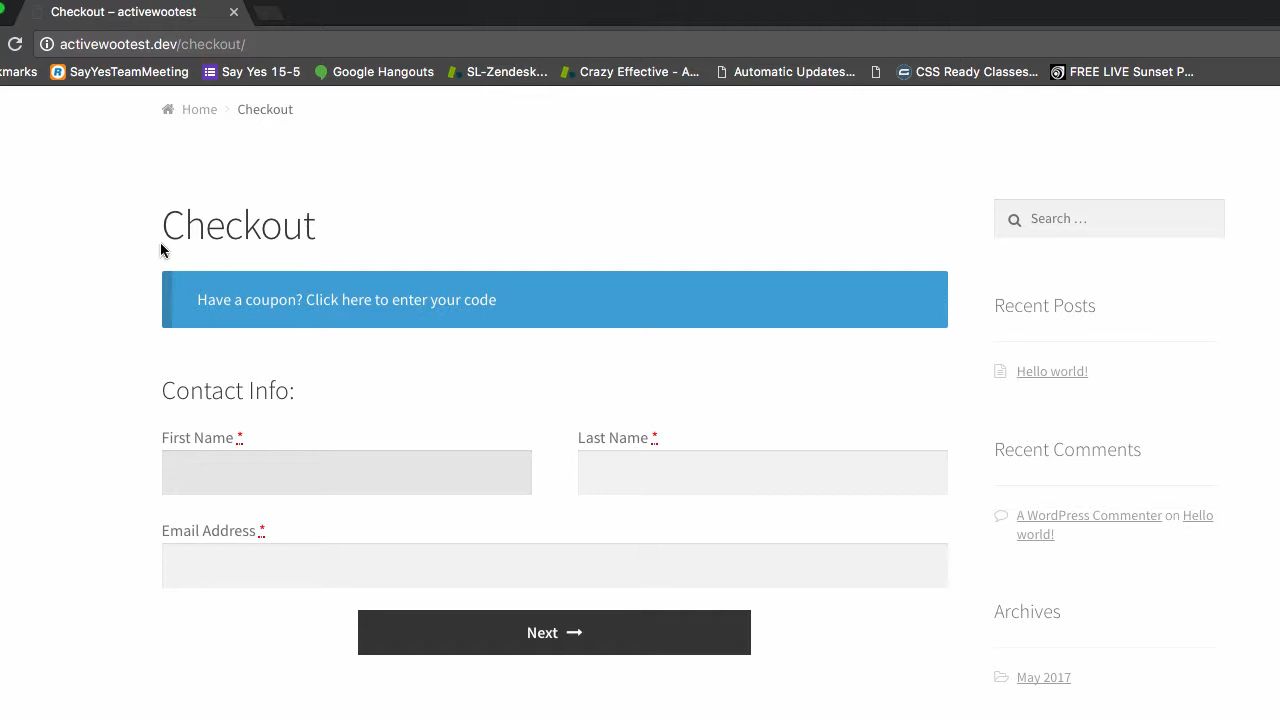 Checkout – activewootest
activewootest.dev/checkout/
kmarks SayYesTeamMeeting Say Yes 15-5 Google Hangouts SL-Zendesk... Crazy Effective - A... Automatic Updates... CSS Ready Classes... FREE LIVE Sunset P...
Home Checkout
Checkout
Search ...
Have a coupon? Click here to enter your code
Recent Posts
Hello world!
Contact Info:
First Name *
Last Name *
Recent Comments
A WordPress Commenter on Hello
world!
Email Address *
Next →
Archives
May 2017